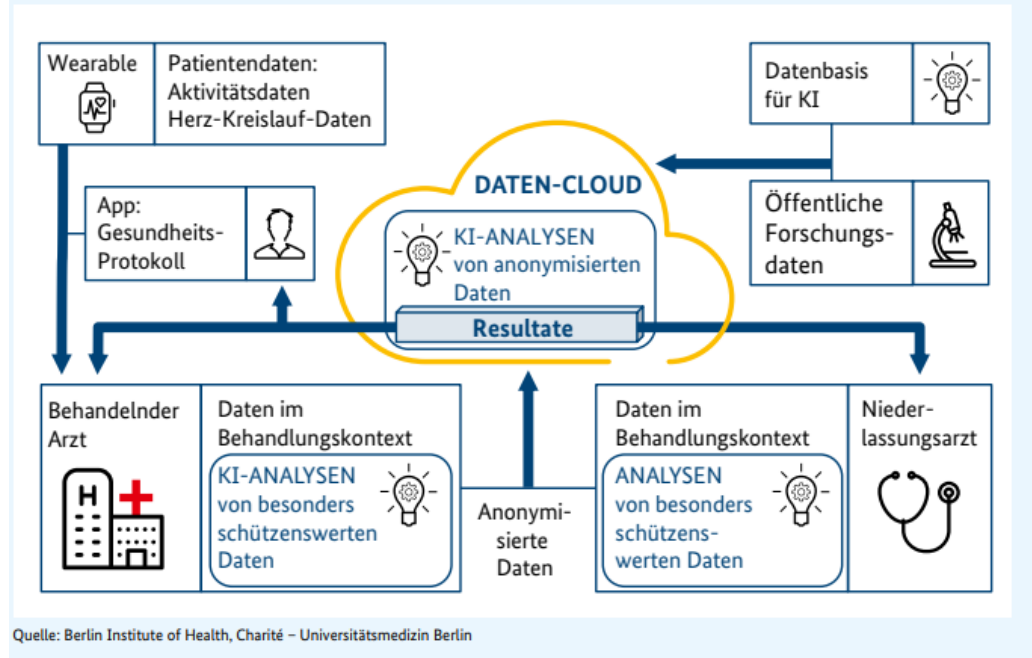 Wearable
Patientendaten:
Aktivitätsdaten
Herz-Kreislauf-Daten
Datenbasis
für KI
App:
Gesundheits-
Protokoll
DATEN-CLOUD
KI-ANALYSEN
von anonymisierten
Daten
Resultate
Öffentliche
Forschungs-
daten
Behandelnder
Arzt
H
Daten im
Behandlungskontext
KI-ANALYSEN
von besonders
schützenswerten
Daten
Anonymi-
sierte
Daten
Daten im
Behandlungskontext
ANALYSEN
von besonders
schützens-
werten Daten
Nieder-
lassungsarzt
Quelle: Berlin Institute of Health, Charité – Universitätsmedizin Berlin